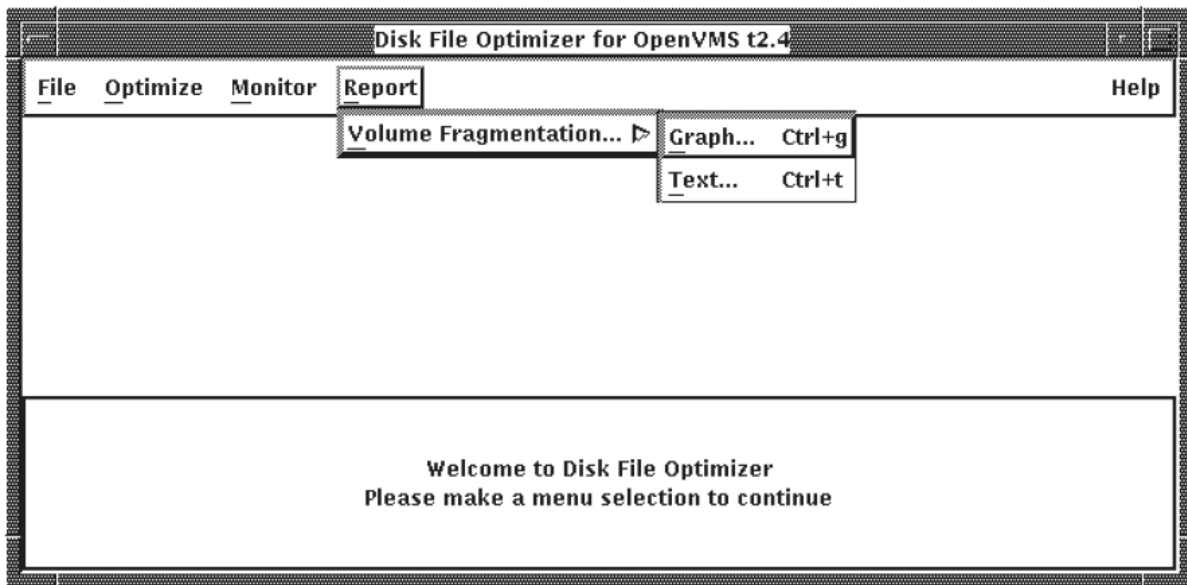 Disk File Optimizer for OpenVMS t2.4
File Optimize Monitor Report Help
Volume Fragmentation... Graph... Ctrl+g
Text... Ctrl+t
Welcome to Disk File Optimizer
Please make a menu selection to continue